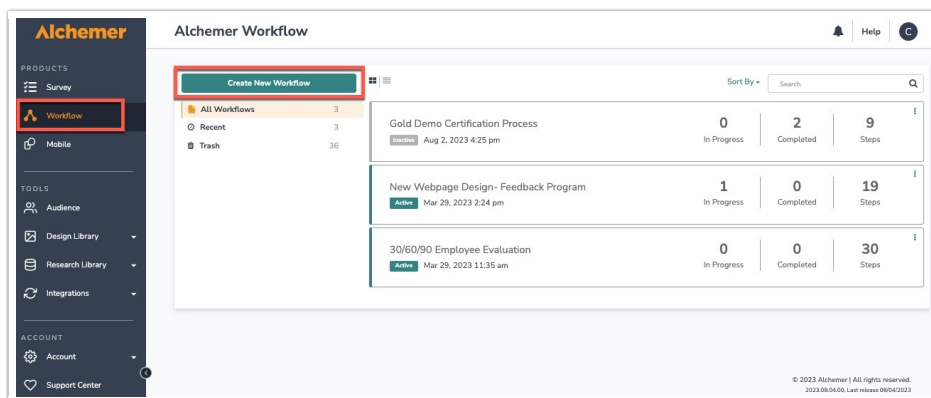 Alchemer
PRODUCTS
Survey
Workflow
Mobile
TOOLS
Audience
Design Library
Research Library
Integrations
ACCOUNT
Account
Support Center
Alchemer Workflow
Help
C
Create New Workflow
All Workflows 3
Recent 3
Trash 36
Sort By
Search
Gold Demo Certification Process
Inactive Aug 2, 2023 4:25 pm
0 2 9
In Progress Completed Steps
New Webpage Design- Feedback Program
Active Mar 29, 2023 2:24 pm
1 0 19
In Progress Completed Steps
30/60/90 Employee Evaluation
Active Mar 29, 2023 11:35 am
0 0 30
In Progress Completed Steps
© 2023 Alchemer | All rights reserved.
2023.08.04.00, Last release 08/04/2023